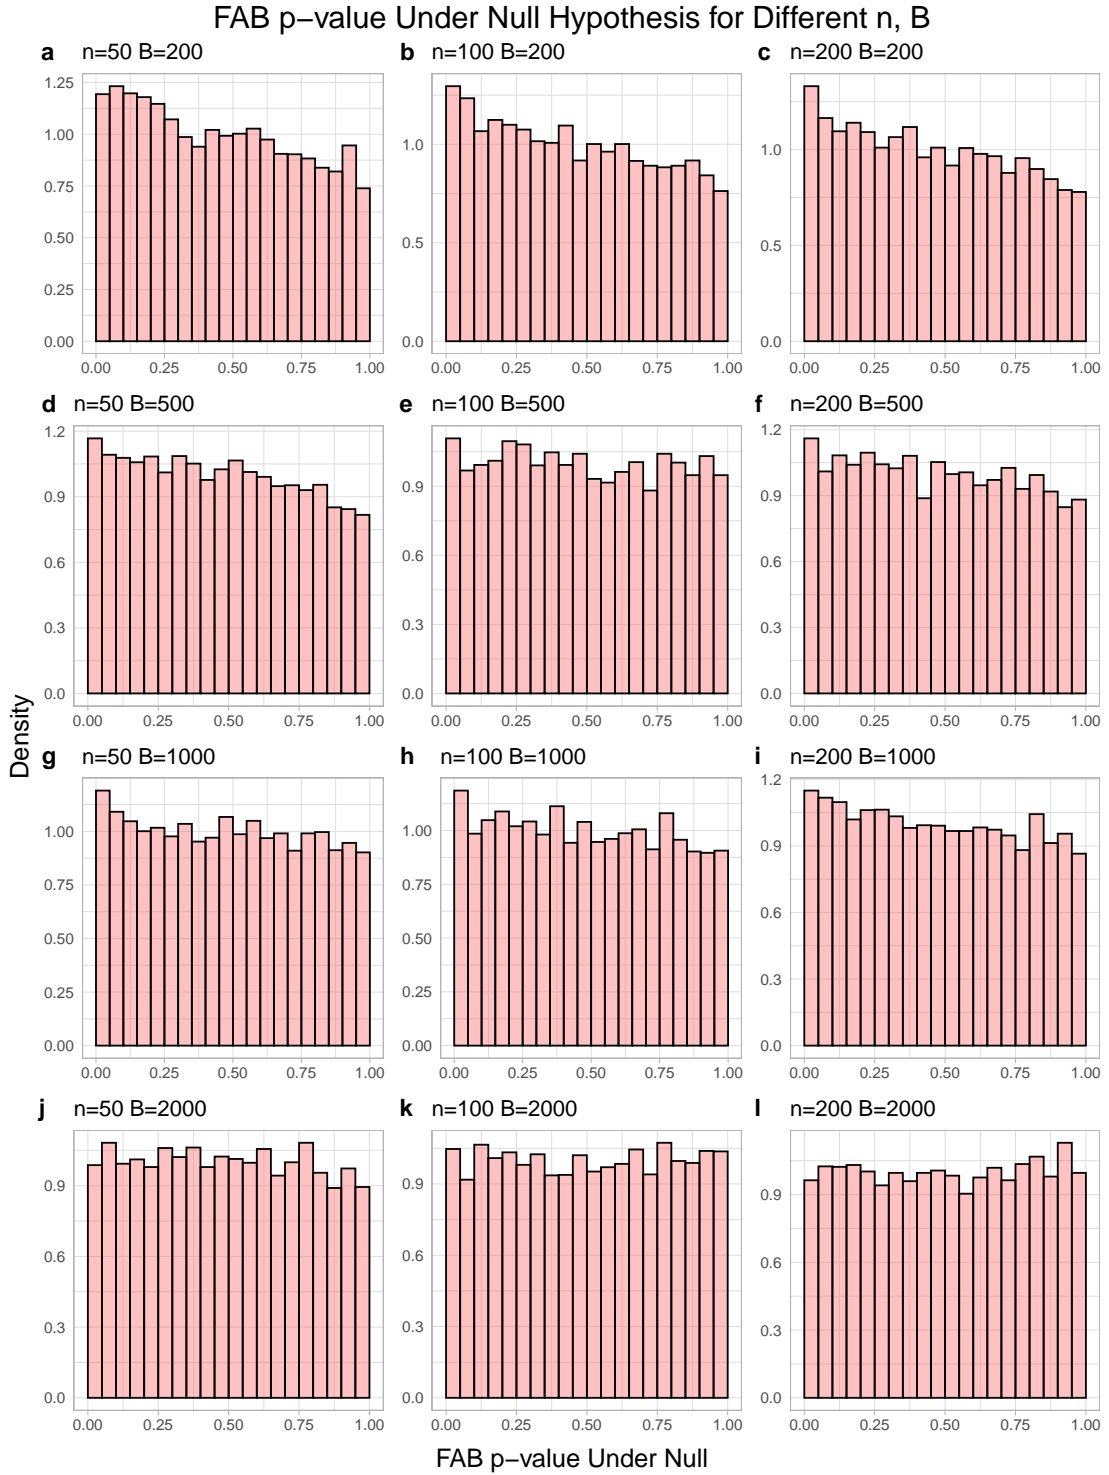 FAB p−value Under Null Hypothesis for Different n, B
a n=50 B=200
b n=100 B=200
c n=200 B=200
1.25
1.00
0.75
0.50
0.25
0.00
0.00 0.25 0.50 0.75 1.00
1.0
0.5
0.0
0.00 0.25 0.50 0.75 1.00
1.0
0.5
0.0
0.00 0.25 0.50 0.75 1.00
d n=50 B=500
e n=100 B=500
f n=200 B=500
1.2
0.9
0.6
0.3
0.0
0.00 0.25 0.50 0.75 1.00
0.9
0.6
0.3
0.0
0.00 0.25 0.50 0.75 1.00
1.2
0.9
0.6
0.3
0.0
0.00 0.25 0.50 0.75 1.00
Density
g n=50 B=1000
h n=100 B=1000
i n=200 B=1000
1.00
0.75
0.50
0.25
0.00
0.00 0.25 0.50 0.75 1.00
1.00
0.75
0.50
0.25
0.00
0.00 0.25 0.50 0.75 1.00
1.2
0.9
0.6
0.3
0.0
0.00 0.25 0.50 0.75 1.00
j n=50 B=2000
k n=100 B=2000
l n=200 B=2000
0.9
0.6
0.3
0.0
0.00 0.25 0.50 0.75 1.00
0.9
0.6
0.3
0.0
0.00 0.25 0.50 0.75 1.00
0.9
0.6
0.3
0.0
0.00 0.25 0.50 0.75 1.00
FAB p−value Under Null